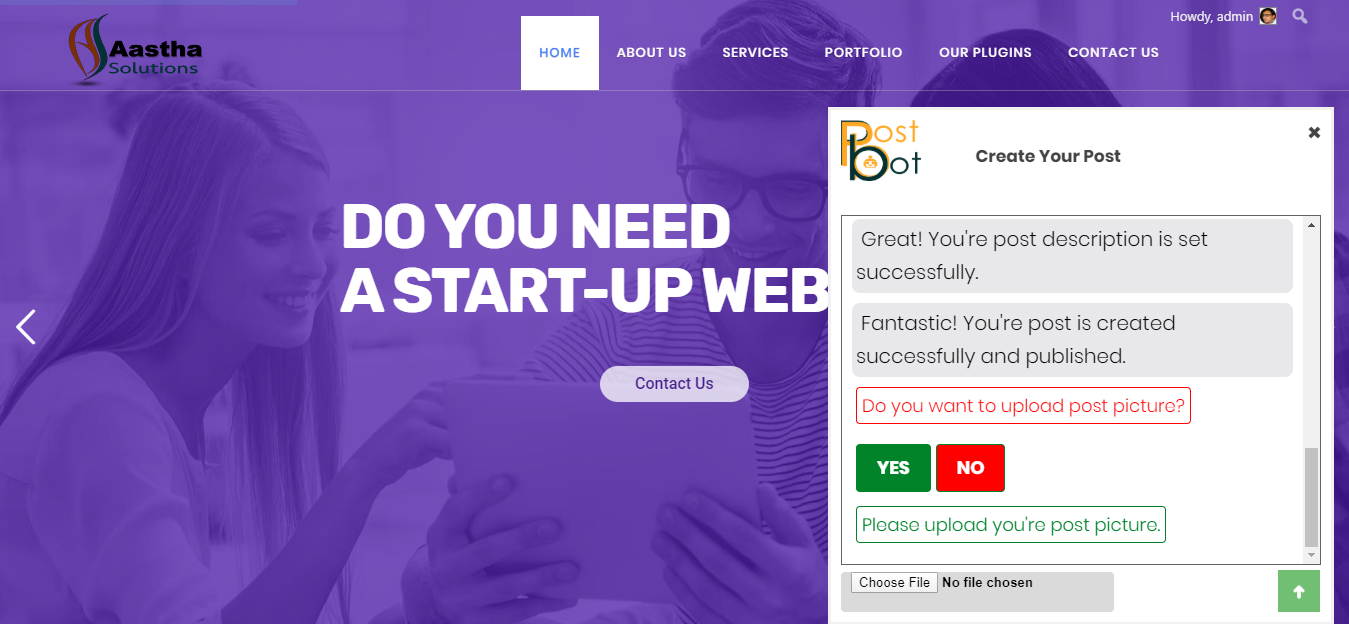 Howdy, admin
Aastha
Solutions
HOME
ABOUT US
SERVICES
PORTFOLIO
OUR PLUGINS
CONTACT US
DO YOU NEED
A START-UP WEB
Contact Us
Post
bot
Create Your Post
Great! You're post description is set
successfully.
Fantastic! You're post is created
successfully and published.
Do you want to upload post picture?
YES
NO
Please upload you're post picture.
Choose File No file chosen